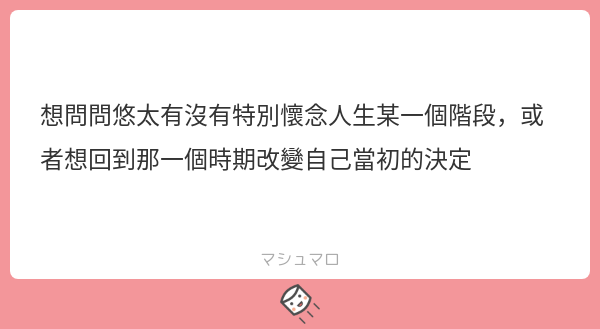 想問問悠太有沒有特別懷念人生某一個階段，或
者想回到那一個時期改變自己當初的決定
マシュマロ